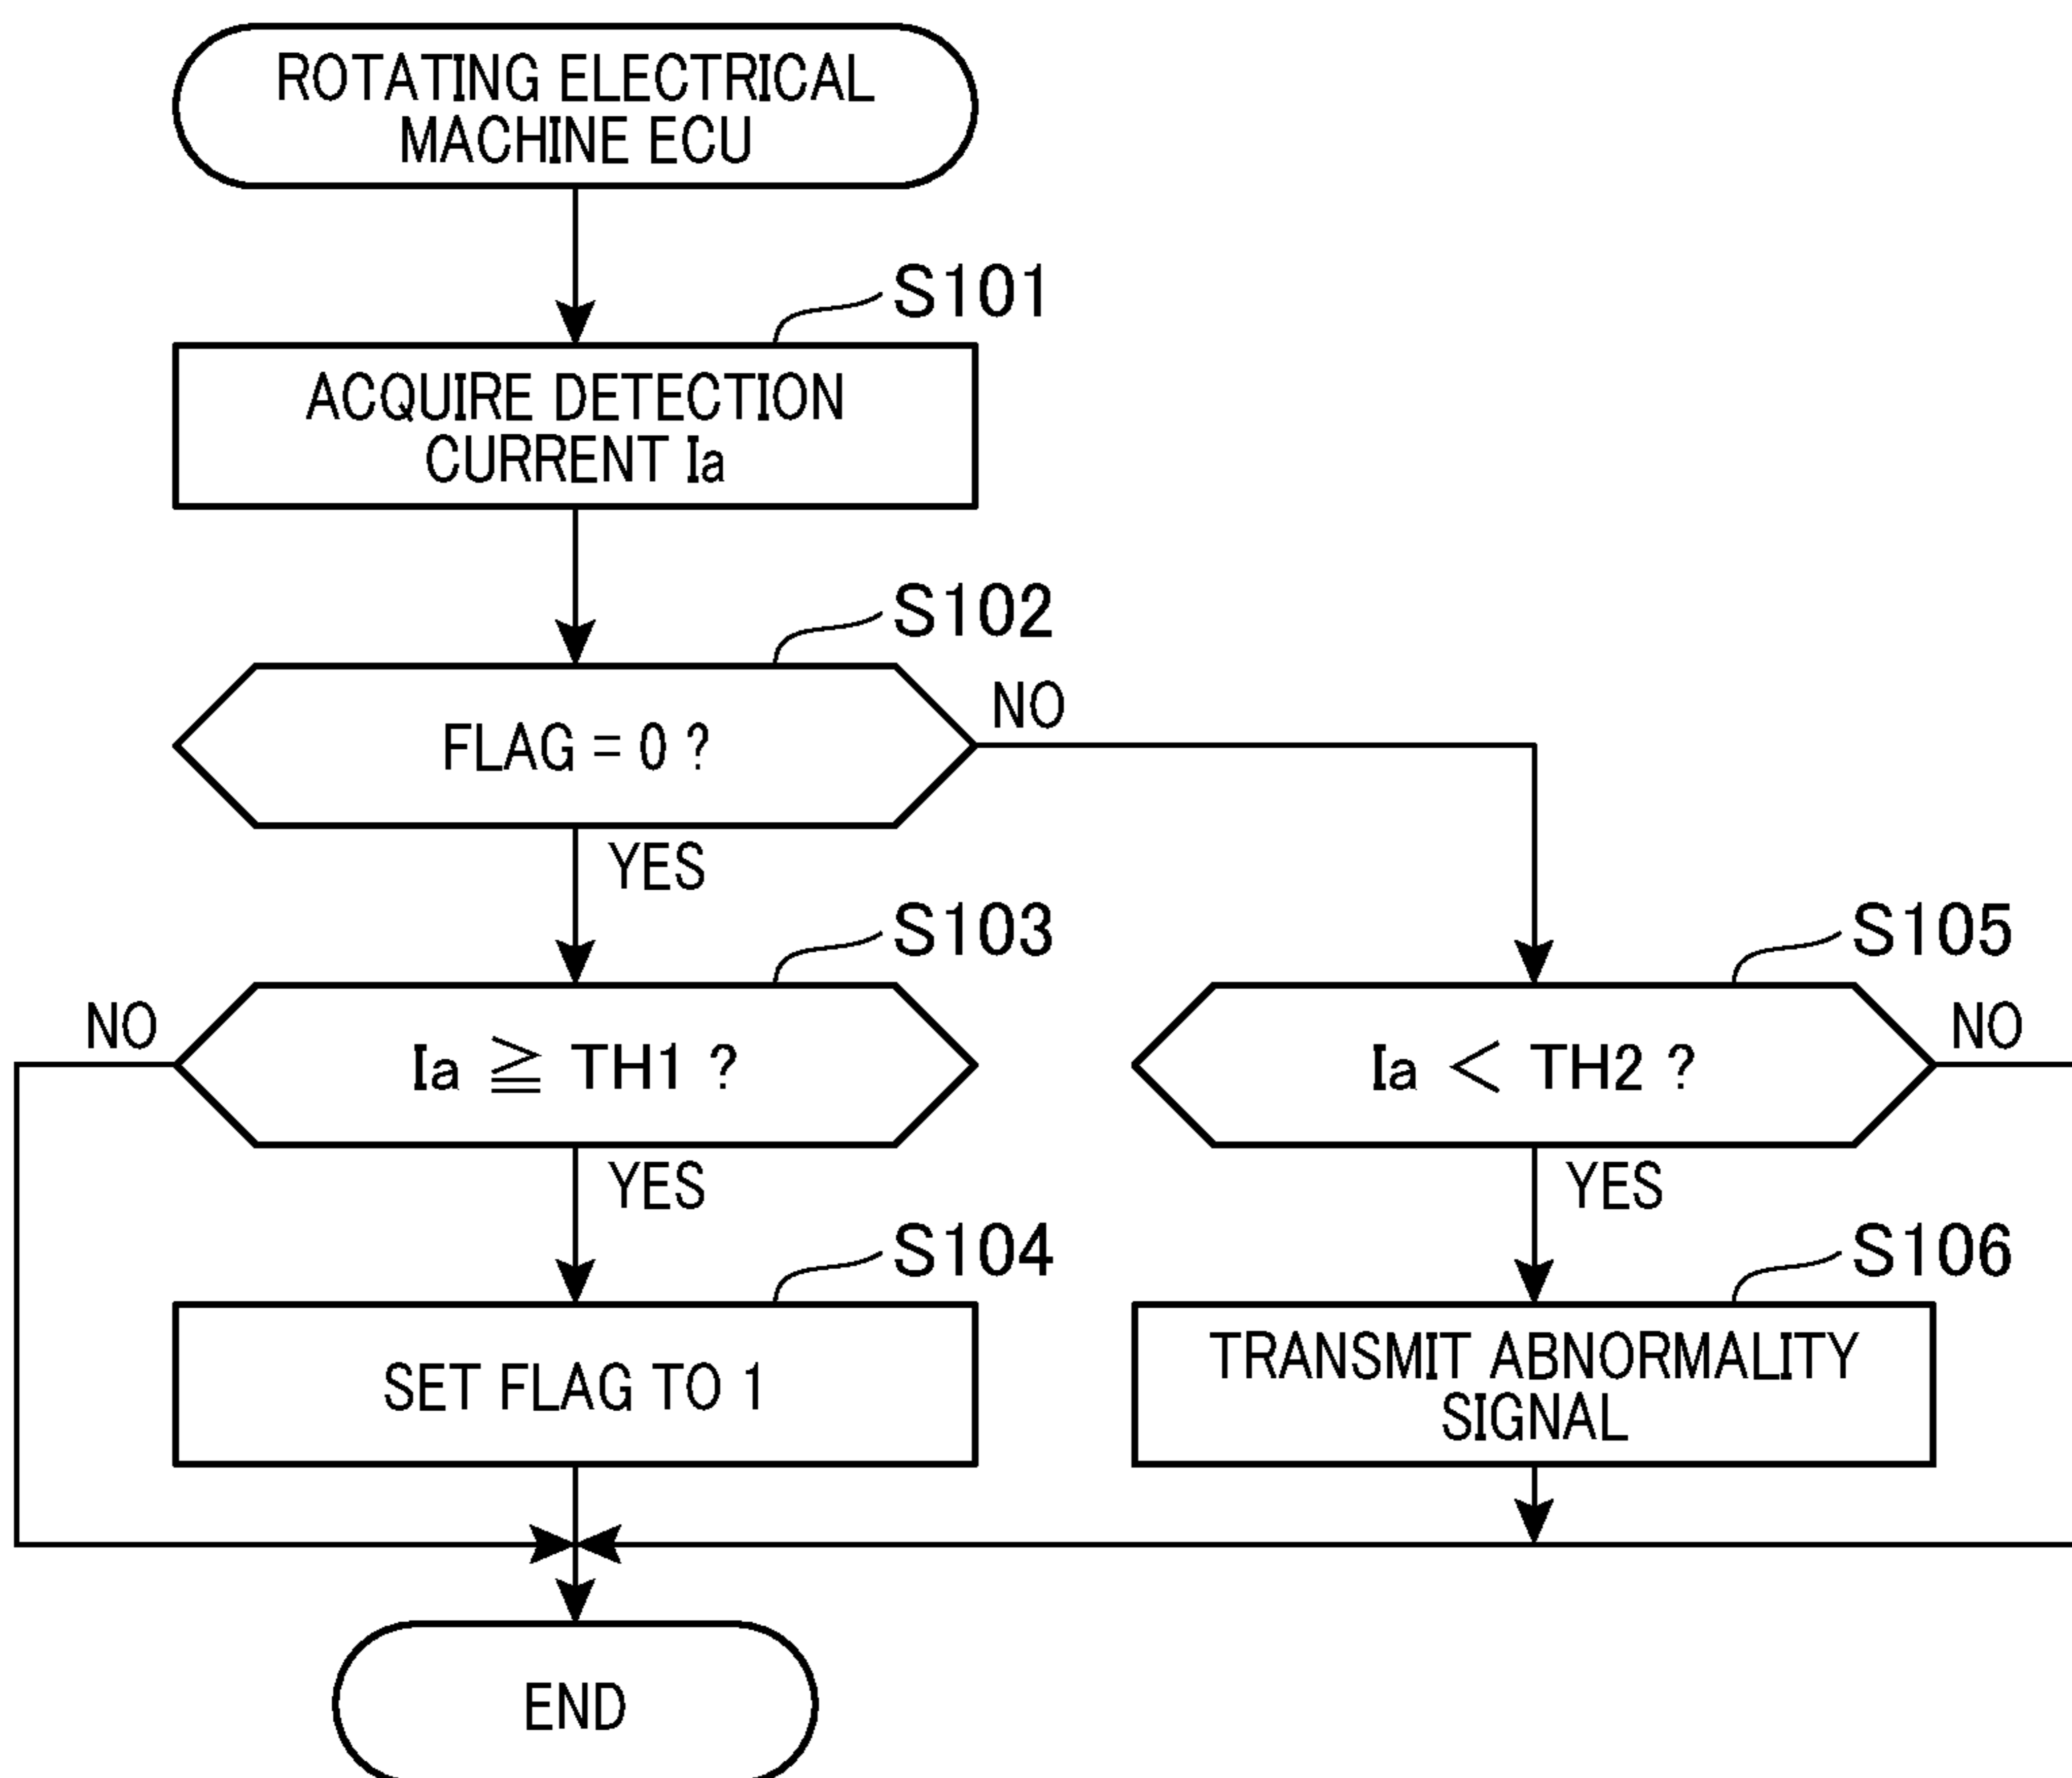 ROTATING ELECTRICAL
MACHINE ECU
S101
ACQUIRE DETECTION
CURRENT Ia
S102
FLAG = 0 ?
NO
YES
S103
NO
Ia ≧ TH1 ?
YES
S105
Ia < TH2 ?
NO
YES
S104
SET FLAG TO 1
S106
TRANSMIT ABNORMALITY
SIGNAL
END